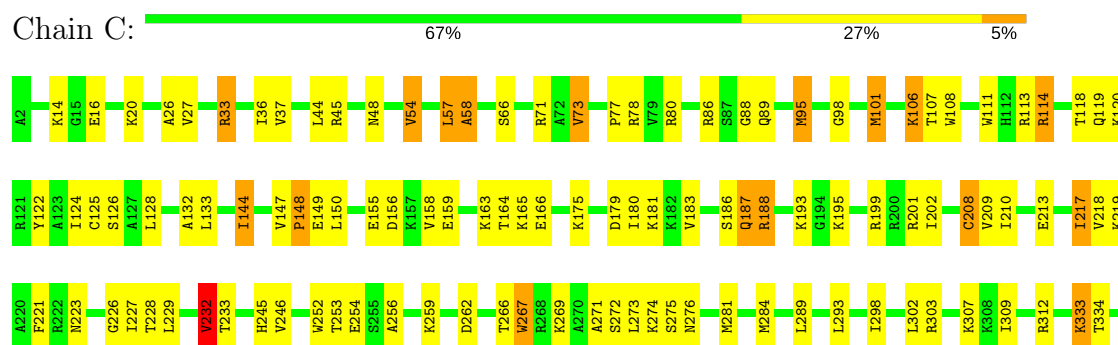 Chain C:
67% 27% 5%
A2 K14 G15 E16 K20 A26 V27 R33 I36 V37 L44 R45 N48 V54 L57 A58 S66 R71 A72 V73 P77 R78 V79 R80 R86 S87 G88 Q89 M95 G98 M101 K106 T107 W108 W111 H112 R113 R114 T118 Q119 K120
R121 Y122 A123 I124 C125 S126 A127 L128 A132 L133 I144 V147 P148 E149 L150 E155 D156 K157 V158 E159 K163 T164 K165 E166 K175 D179 I180 K181 K182 V183 S186 Q187 R188 K193 G194 K195 R199 R200 R201 I202 C208 V209 I210 E213 I217 V218 K219
A220 F221 R222 N223 G226 I227 T228 L229 V232 T233 H245 V246 W252 T253 E254 S255 A256 K259 D262 T266 W267 R268 K269 A270 A271 S272 L273 K274 S275 N276 M281 M284 L289 L293 I298 L302 R303 K307 K308 I309 R312 K333 T334